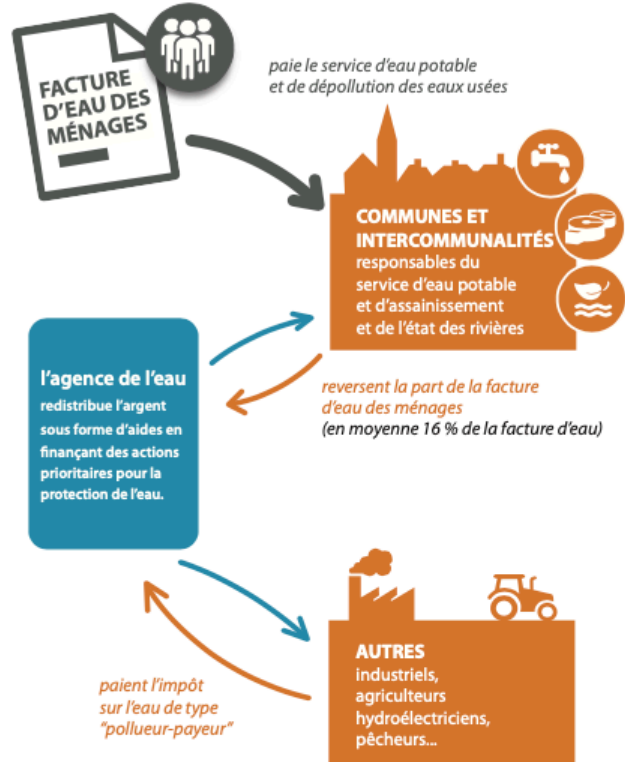 FACTURE
D'EAU DES
MÉNAGES
paie le service d'eau potable
et de dépollution des eaux usées
COMMUNES ET
INTERCOMMUNALITÉS
responsables du
service d'eau potable
et d'assainissement
et de l'état des rivières
l'agence de l'eau
redistribue l'argent
sous forme d'aides en
finançant des actions
prioritaires pour la
protection de l'eau.
reversent la part de la facture
d'eau des ménages
(en moyenne 16 % de la facture d'eau)
AUTRES
industriels,
agriculteurs
hydroélectriciens,
pêcheurs...
paient l'impôt
sur l'eau de type
"pollueur-payeur"